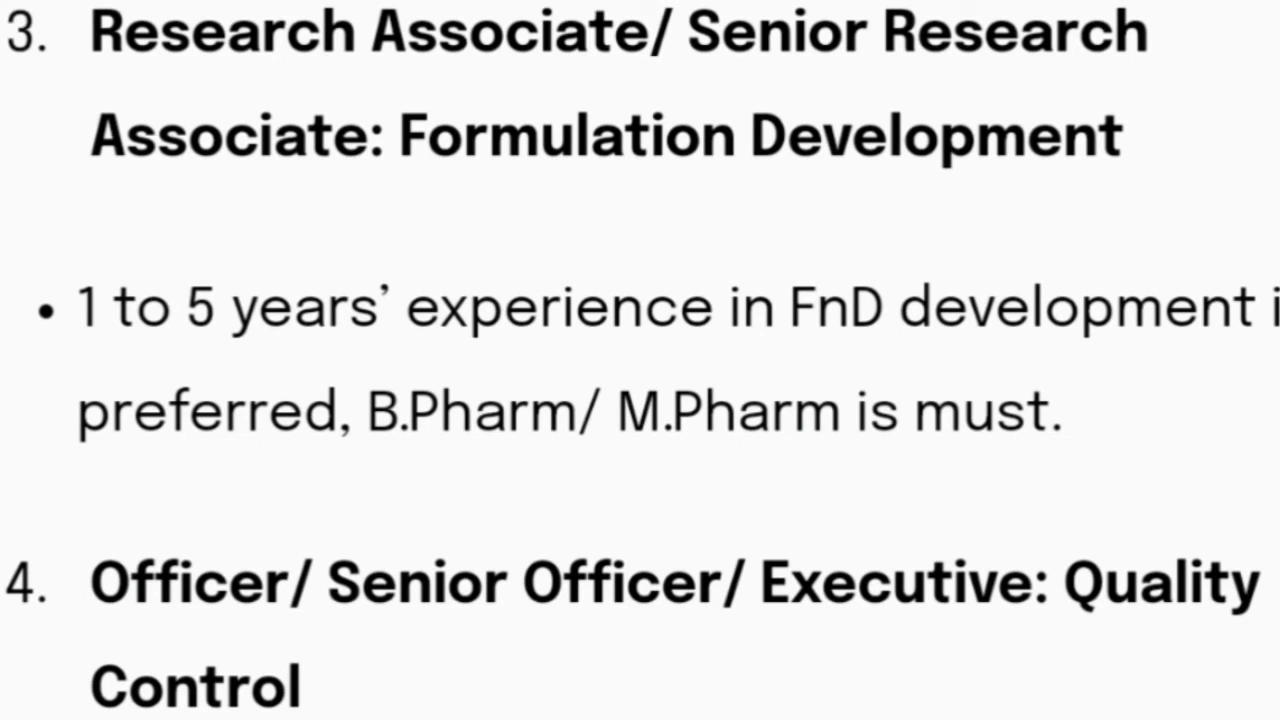 3. Research Associate/ Senior Research
Associate: Formulation Development
• 1 to 5 years’ experience in FnD development
preferred, B.Pharm/ M.Pharm is must.
4. Officer/ Senior Officer/ Executive: Quality
Control